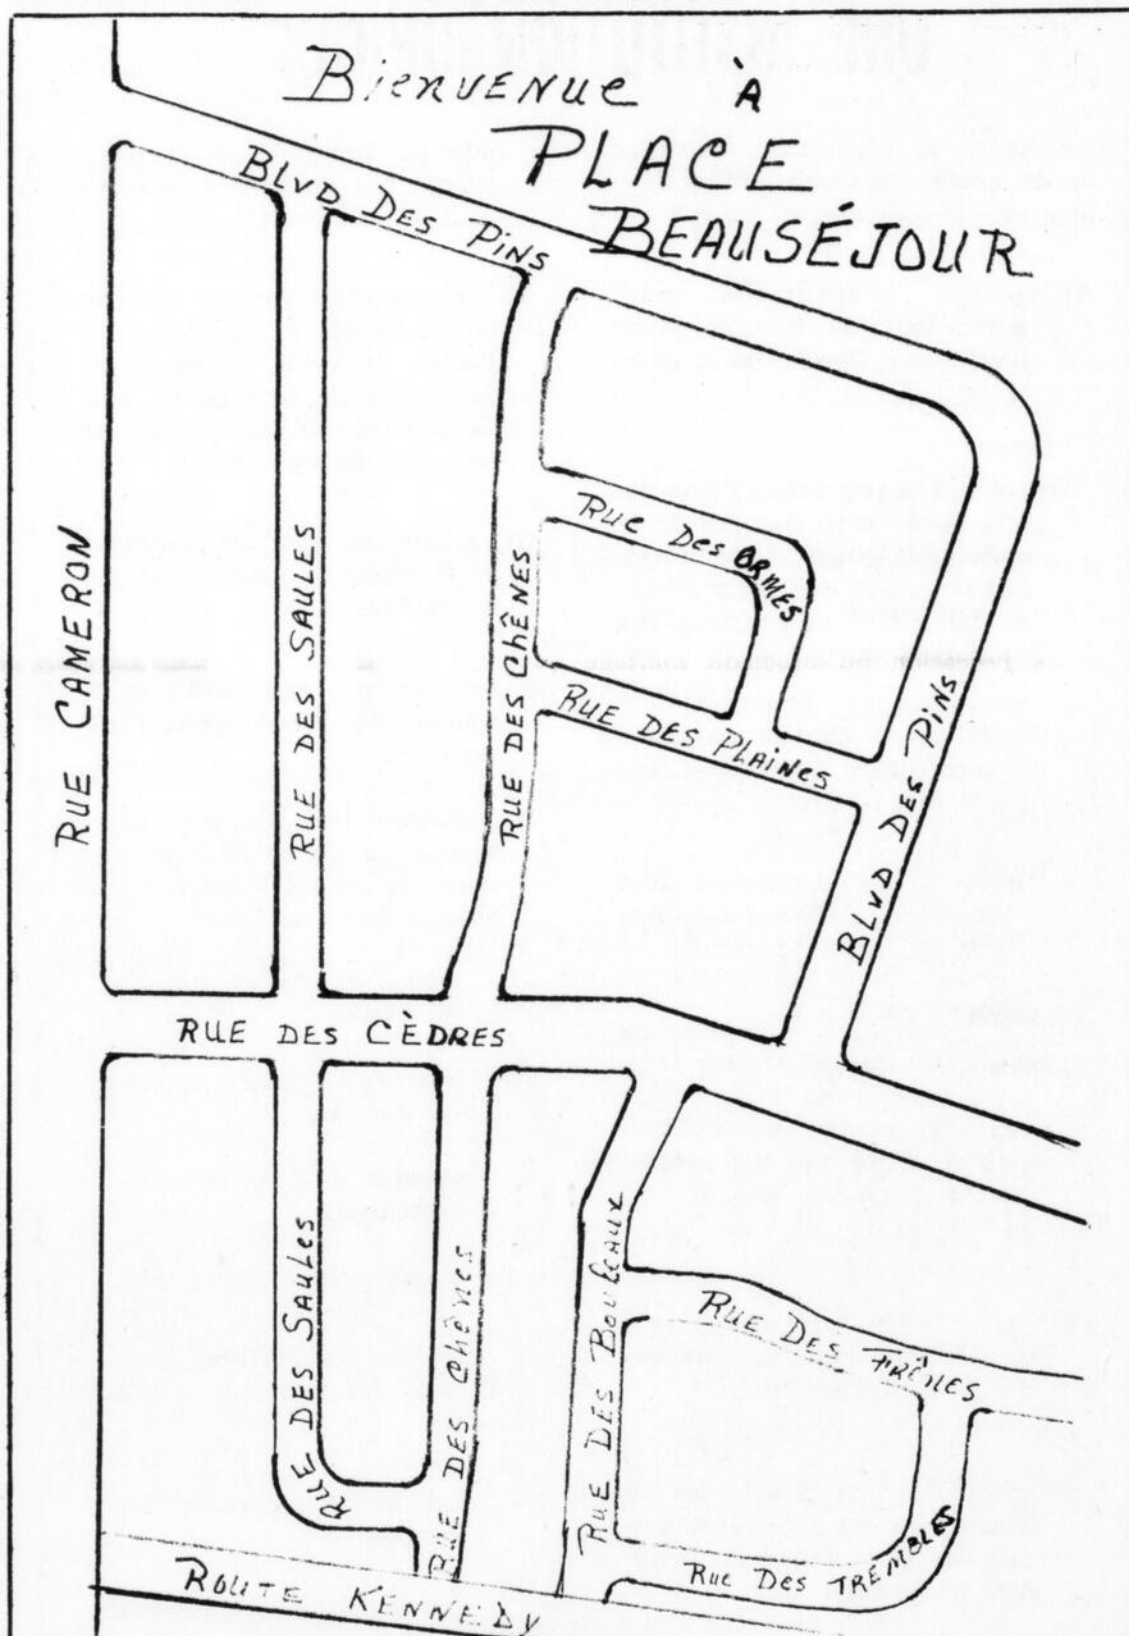 BIENVENUE À
PLACE
BEAUSÉJOUR
BLVD DES PINS
RUE CAMERON
RUE DES SAULES
RUE DES CHÊNES
RUE DES ORMES
RUE DES PLAINES
BLVD DES PINS
RUE DES CÈDRES
RUE DES SAULES
RUE DES CHÊNES
RUE DES BOULEAUX
RUE DES FRÊNES
RUE DES TREMBLES
ROUTE KENNEDY